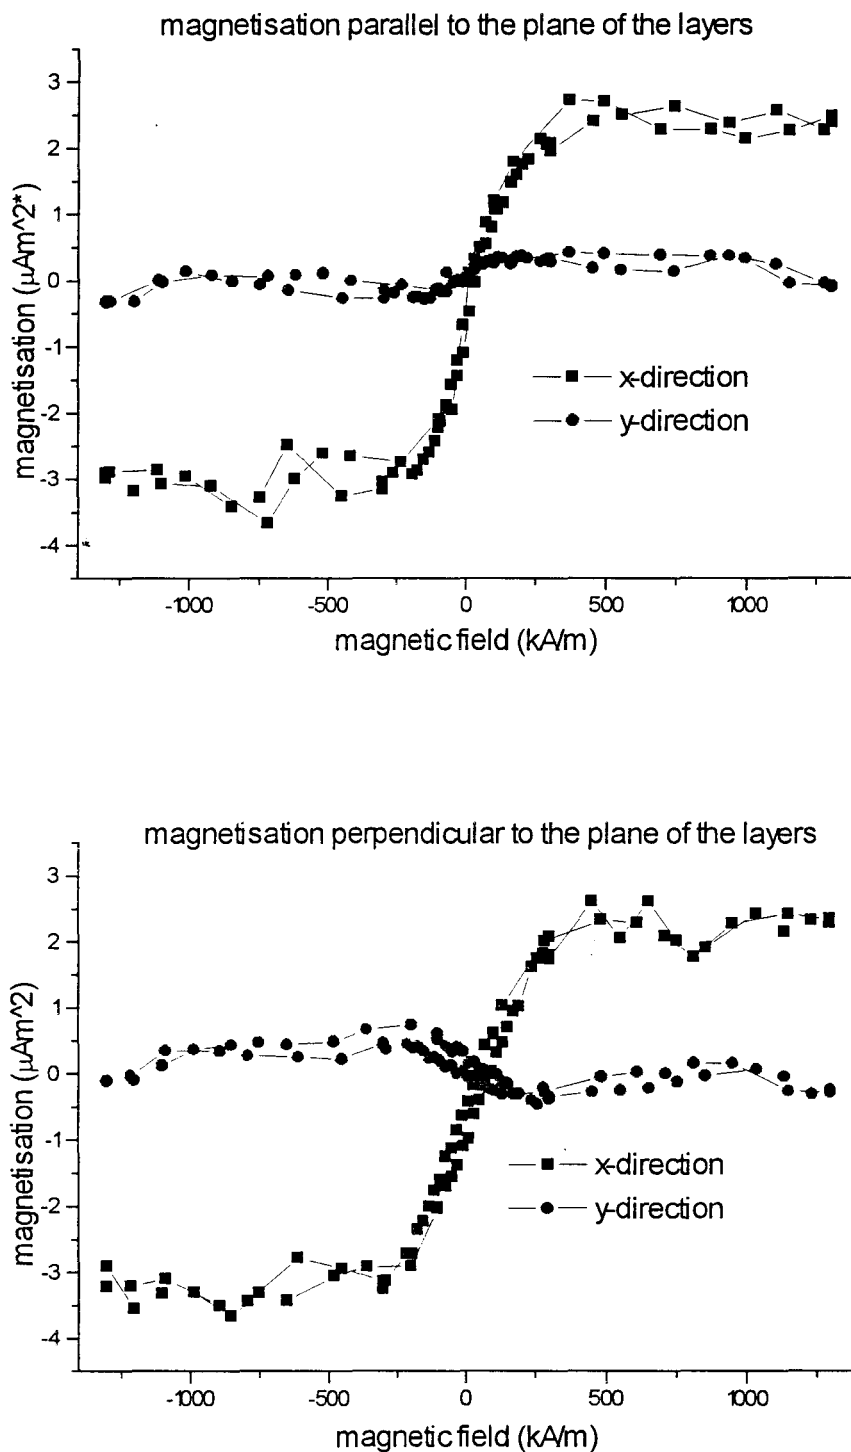 magnetisation parallel to the plane of the layers
3
2
1
0
-1
-2
-3
-4
magnetisation (µAm^2*)
x-direction
y-direction
-1000 -500 0 500 1000
magnetic field (kA/m)
magnetisation perpendicular to the plane of the layers
3
2
1
0
-1
-2
-3
-4
magnetisation (µAm^2)
x-direction
y-direction
-1000 -500 0 500 1000
magnetic field (kA/m)